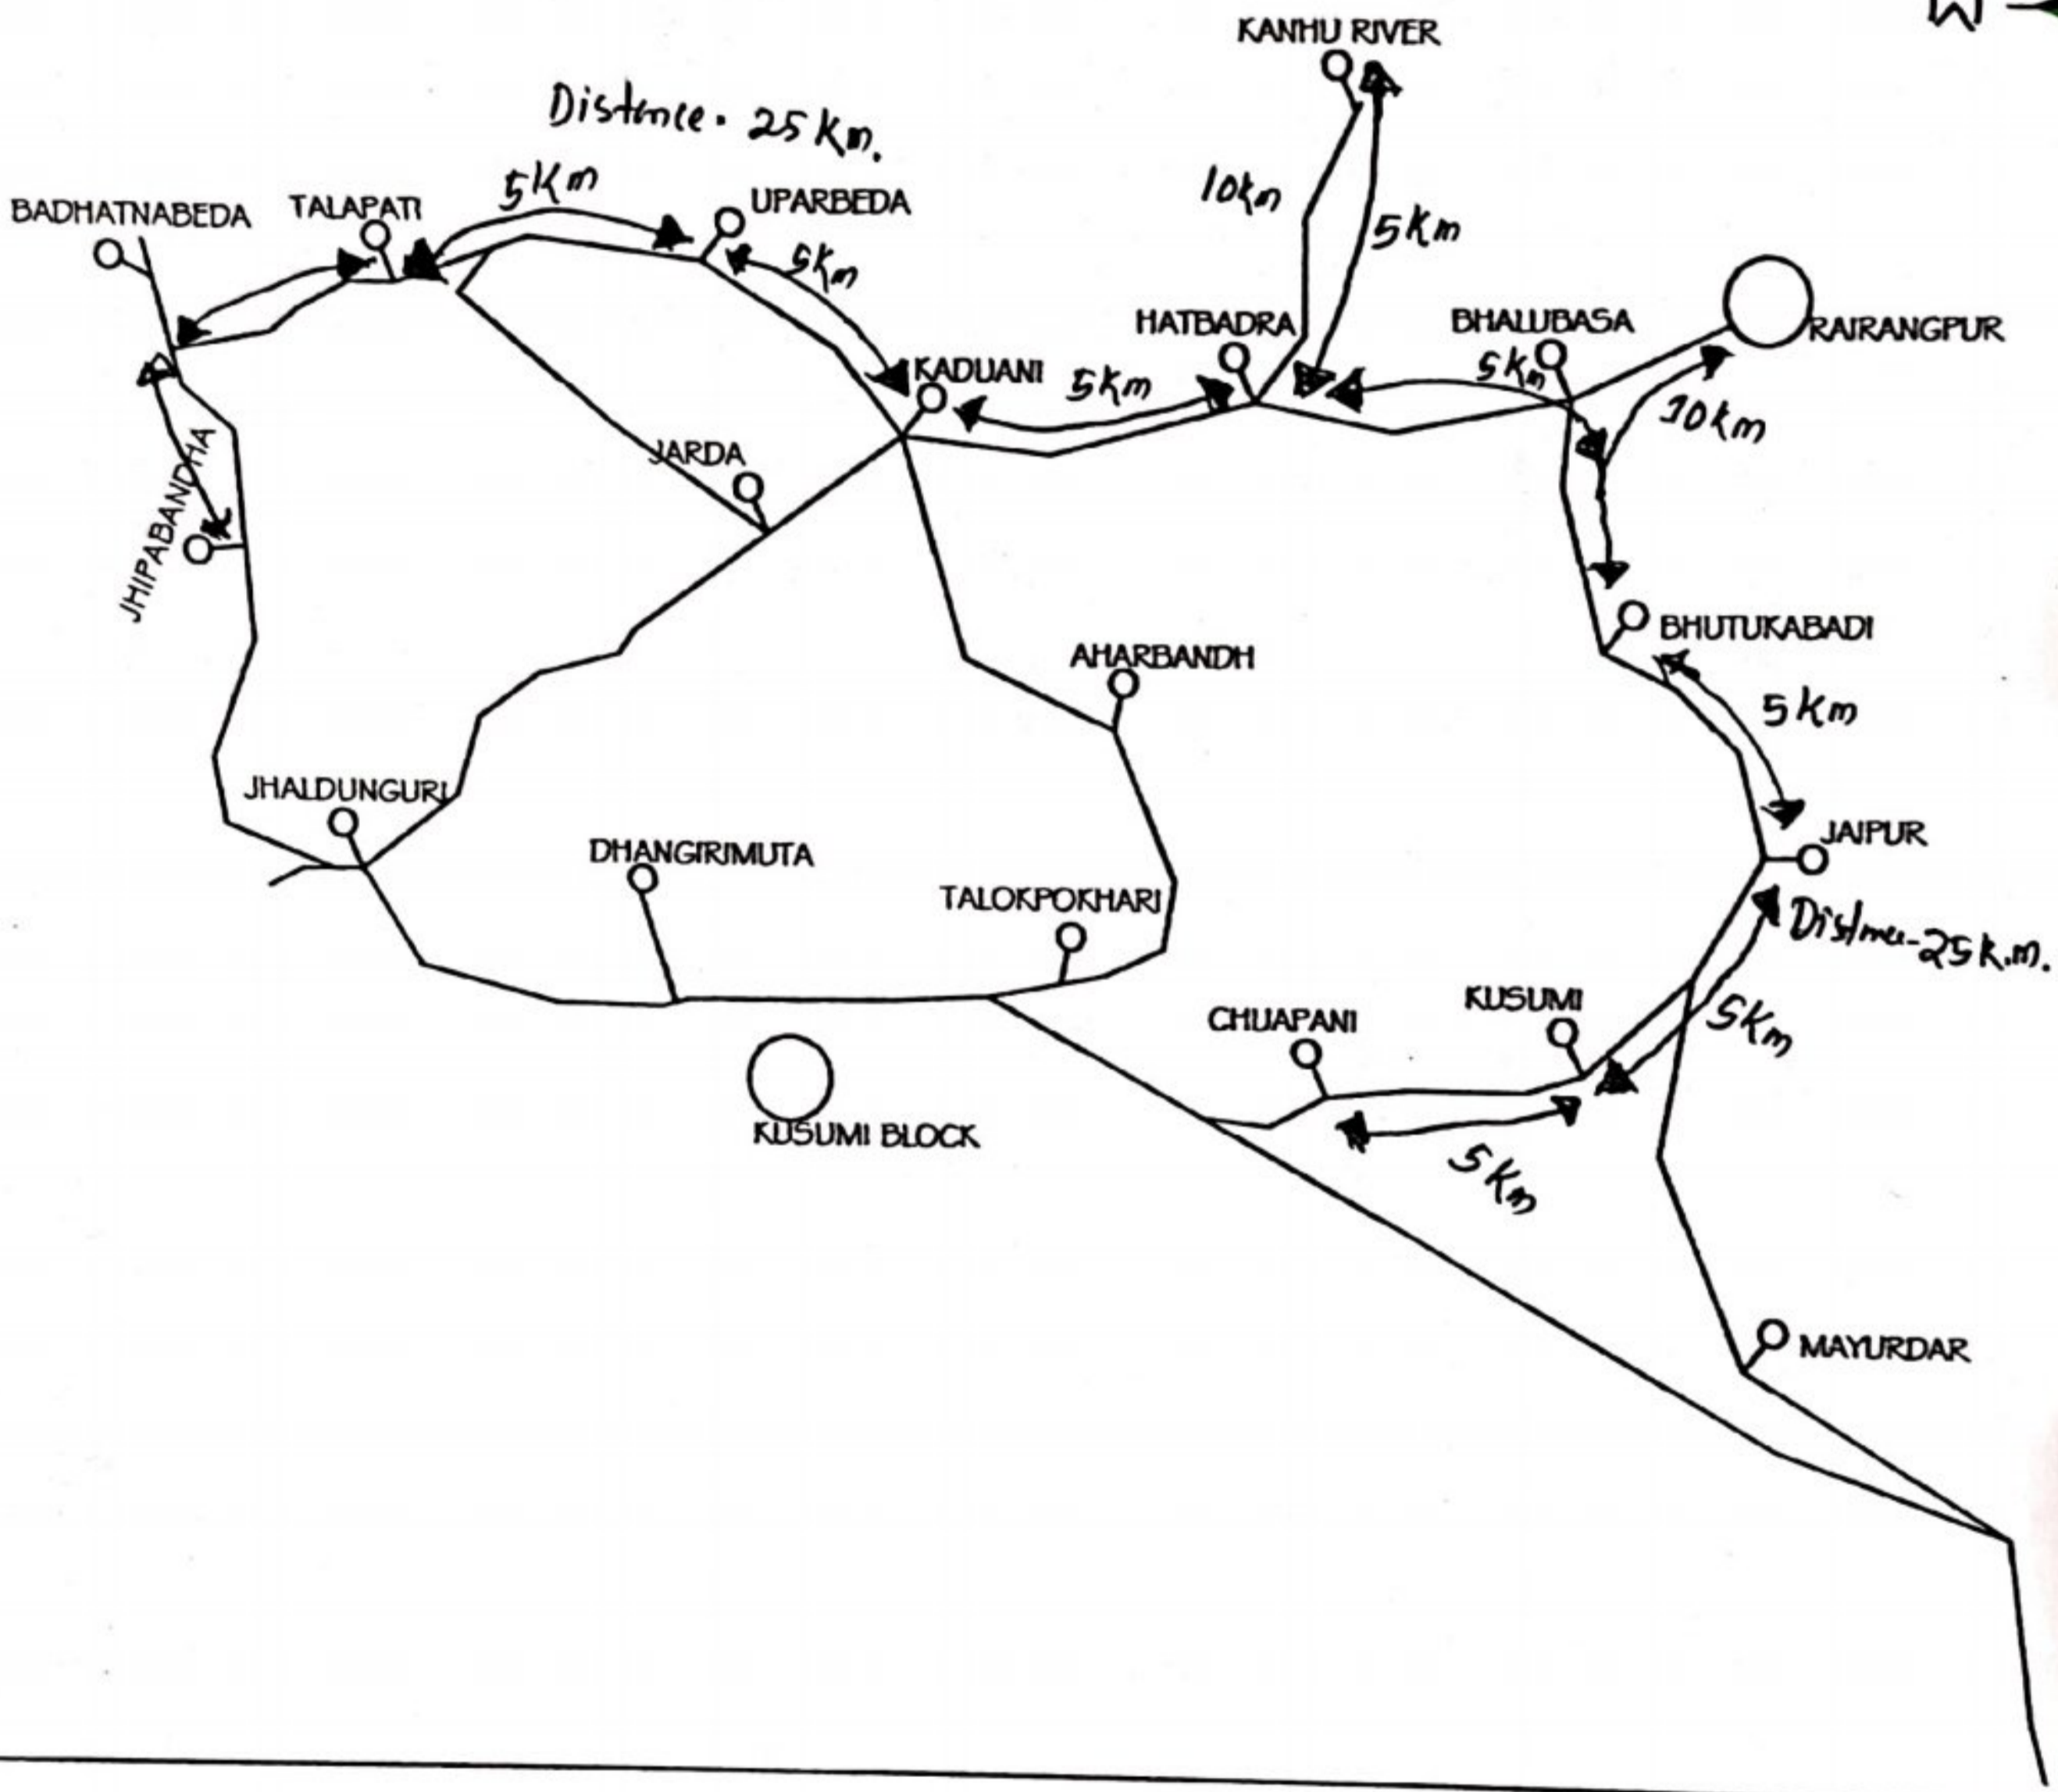 KANHU RIVER
Distance. 25 Km.
5Km
BADHATNABEDA
TALAPATI
UPARBEDA
10km
5Km
5Km
HATBADRA
BHALUBASA
RAIRANGPUR
KADUANI
5Km
5Km
10km
JARDA
JHIPABANDHA
BHUTUKABADI
AHARBANDH
5Km
JHALDUNGURI
JAIPUR
DHANGIRIMUTA
TALOKPOKHARI
Distance-25K.m.
KUSUMI
CHUAPANI
5Km
KUSUMI BLOCK
5Km
MAYURDAR